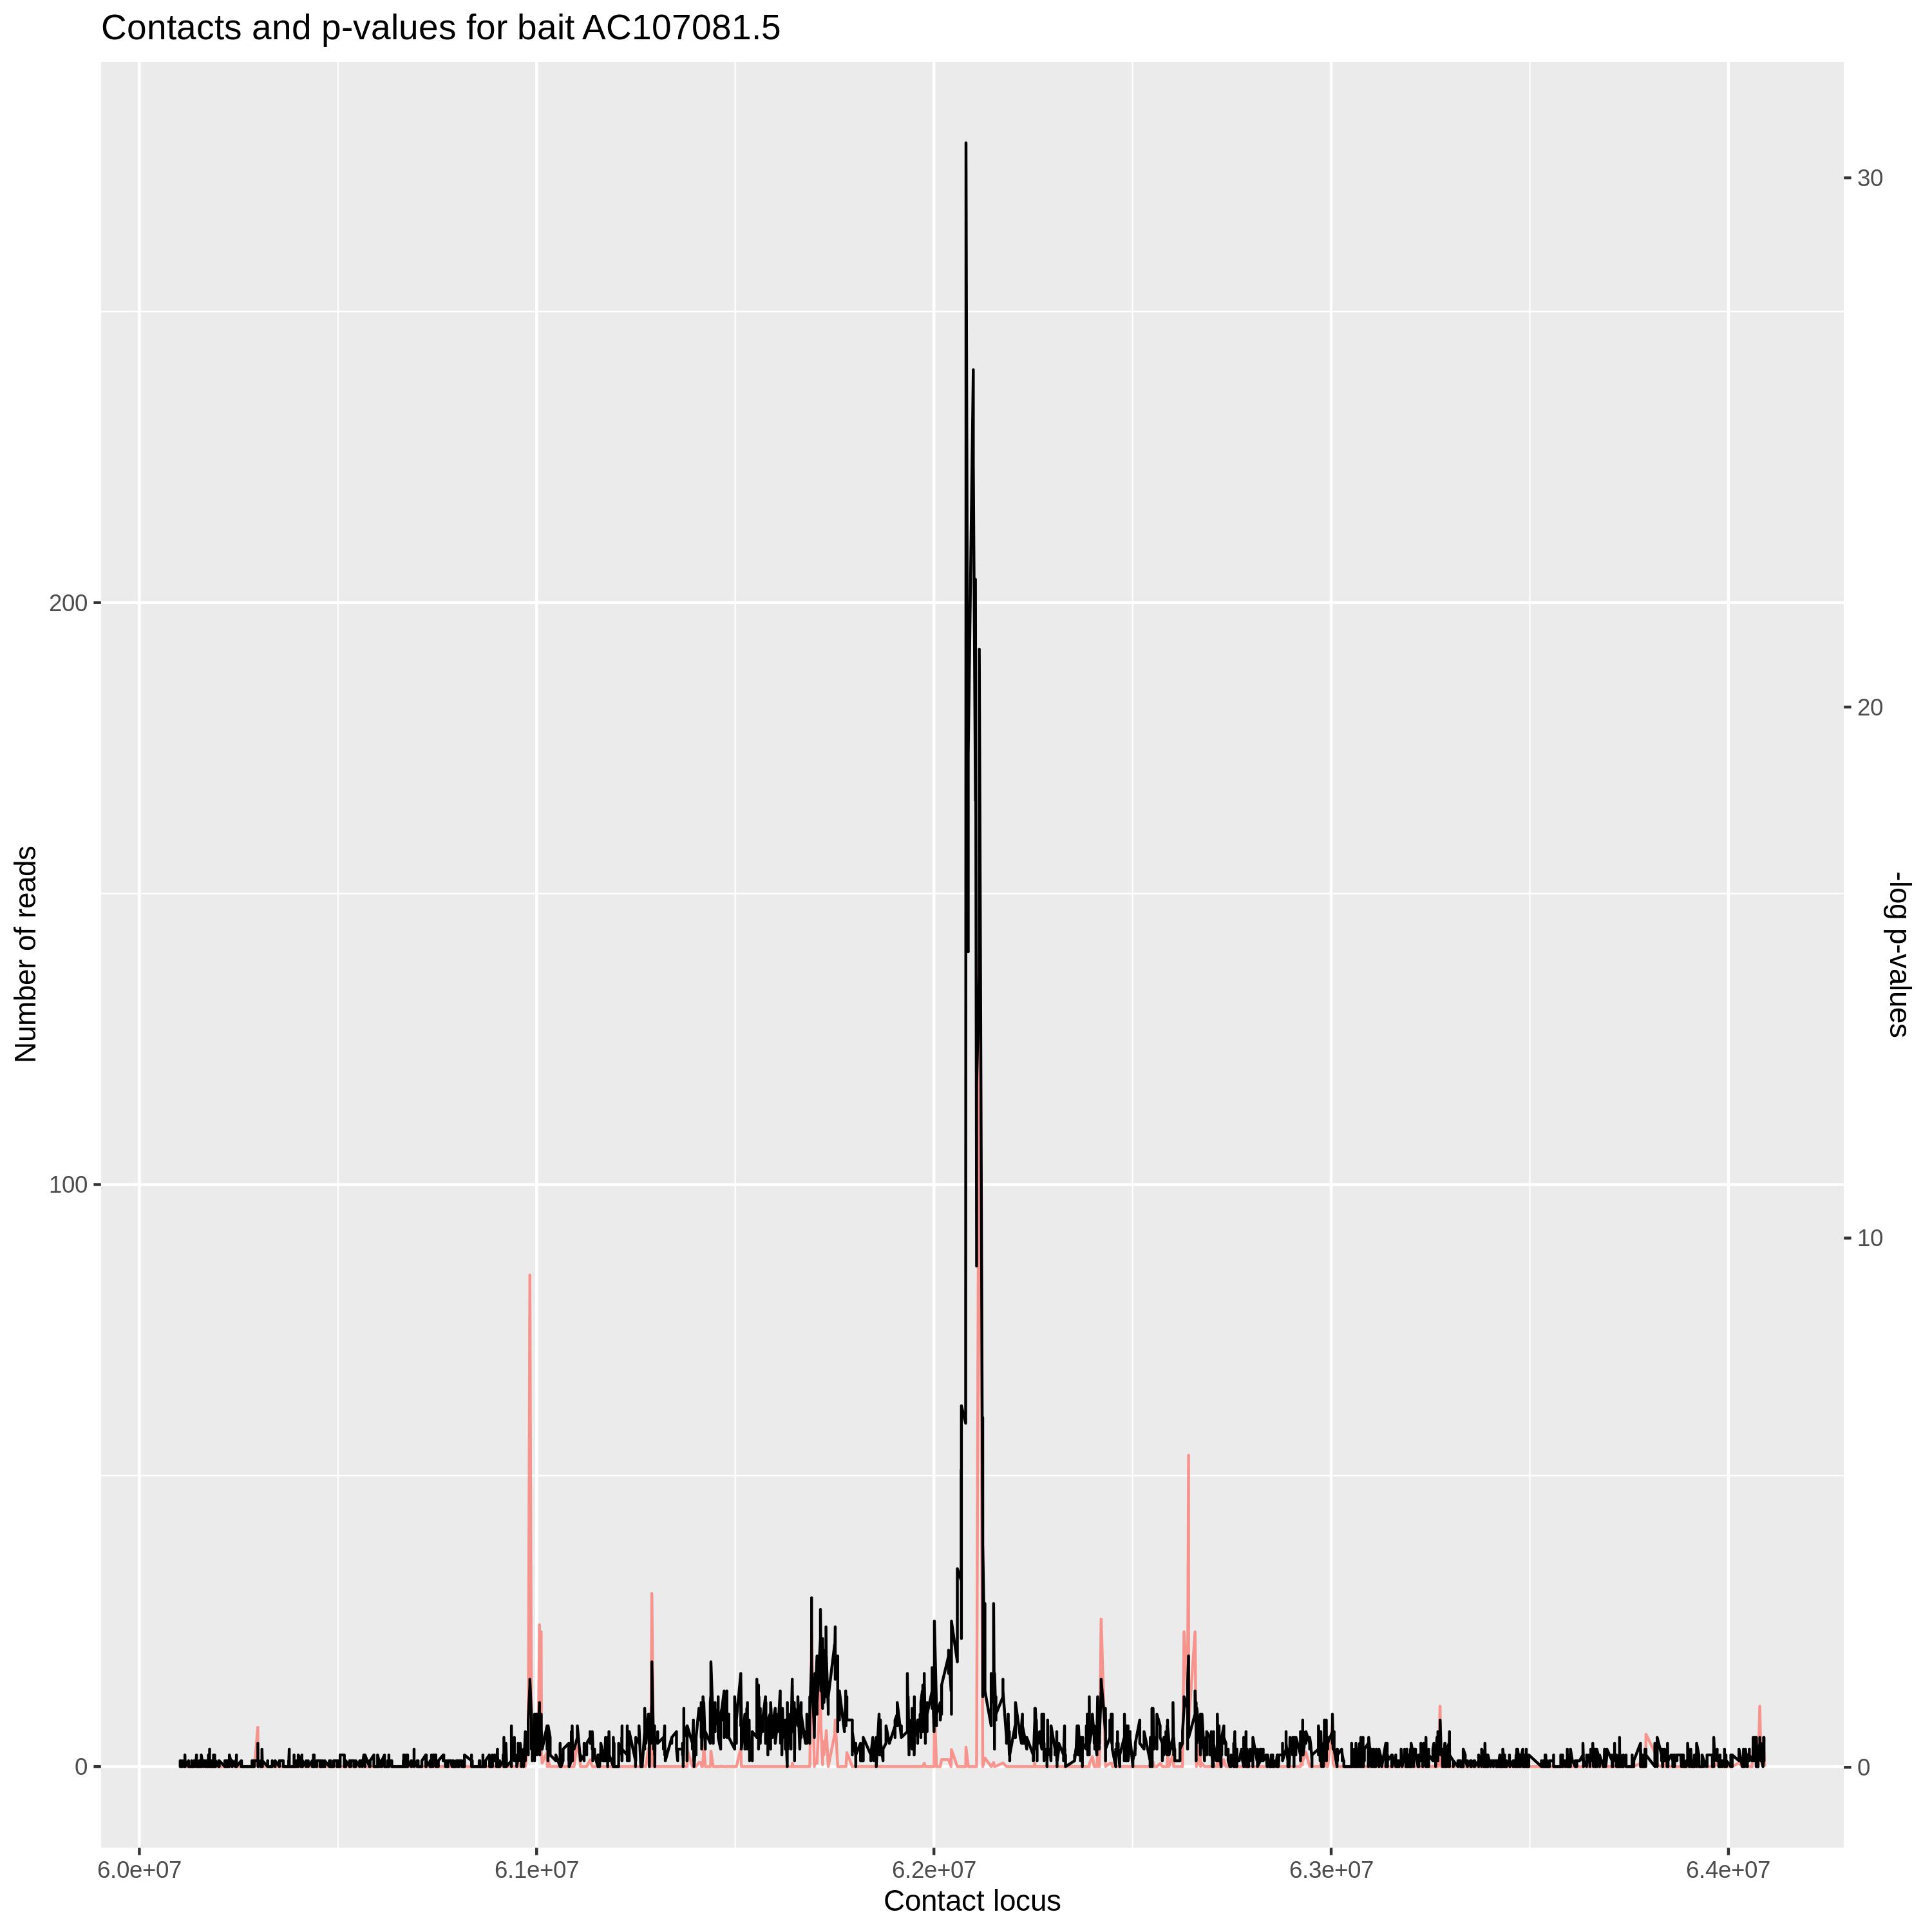 Contacts and p-values for bait AC107081.5
30
200
20
Number of reads
-log p-values
100
10
0
0
6.0e+07
6.1e+07
6.2e+07
6.3e+07
6.4e+07
Contact locus